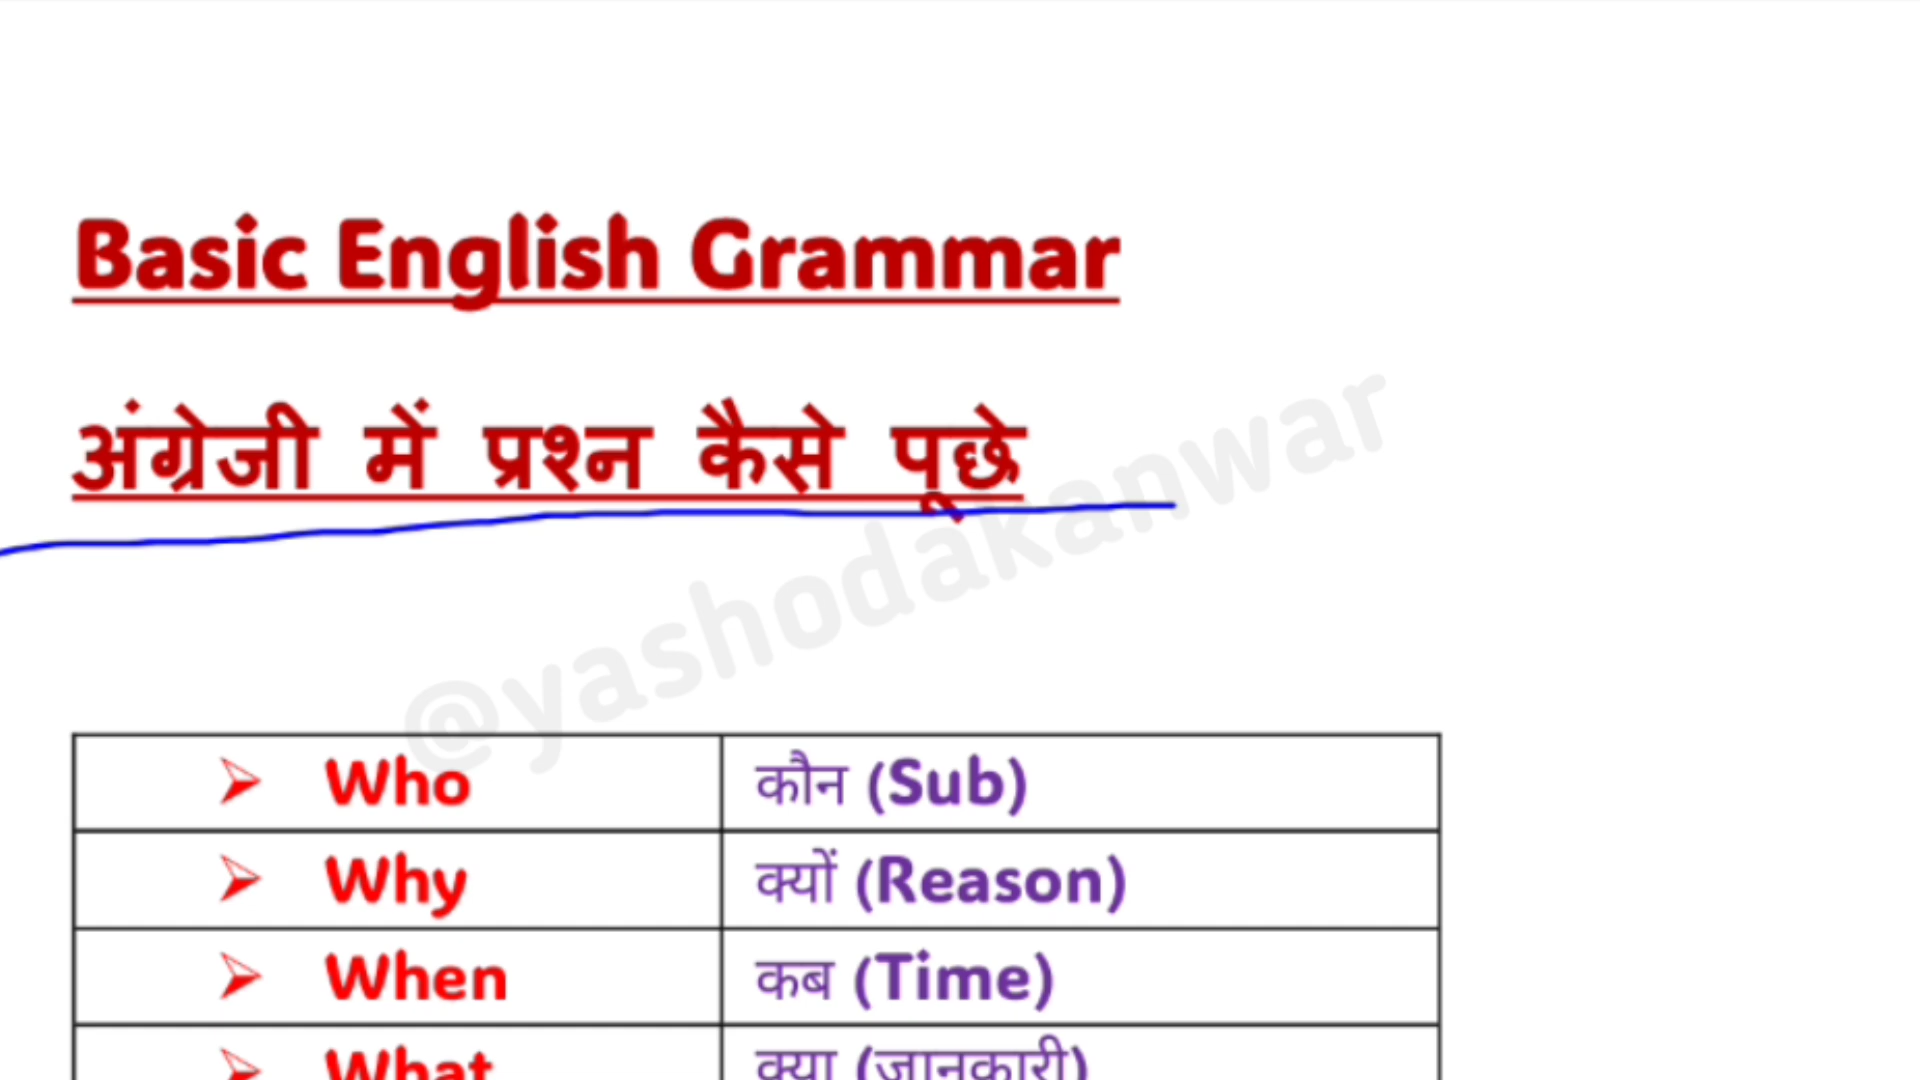 Basic English Grammar
अंग्रेजी में प्रश्न कैसे पूछे
@yashodakanwar
Who कौन (Sub)
Why क्यों (Reason)
When कब (Time)
What क्या (जानकारी)